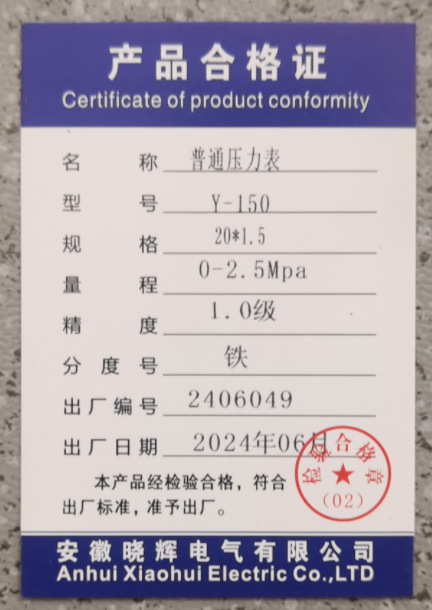 产品合格证
Certificate of product conformity
名称 普通压力表
型号 Y-150
规格 20*1.5
量程 0-2.5Mpa
精度 1.0级
分度号 铁
出厂编号 2406049
出厂日期 2024年06月
检验合格章
(02)
本产品经检验合格，符合
出厂标准，准予出厂。
安徽晓辉电气有限公司
Anhui Xiaohui Electric Co.,LTD